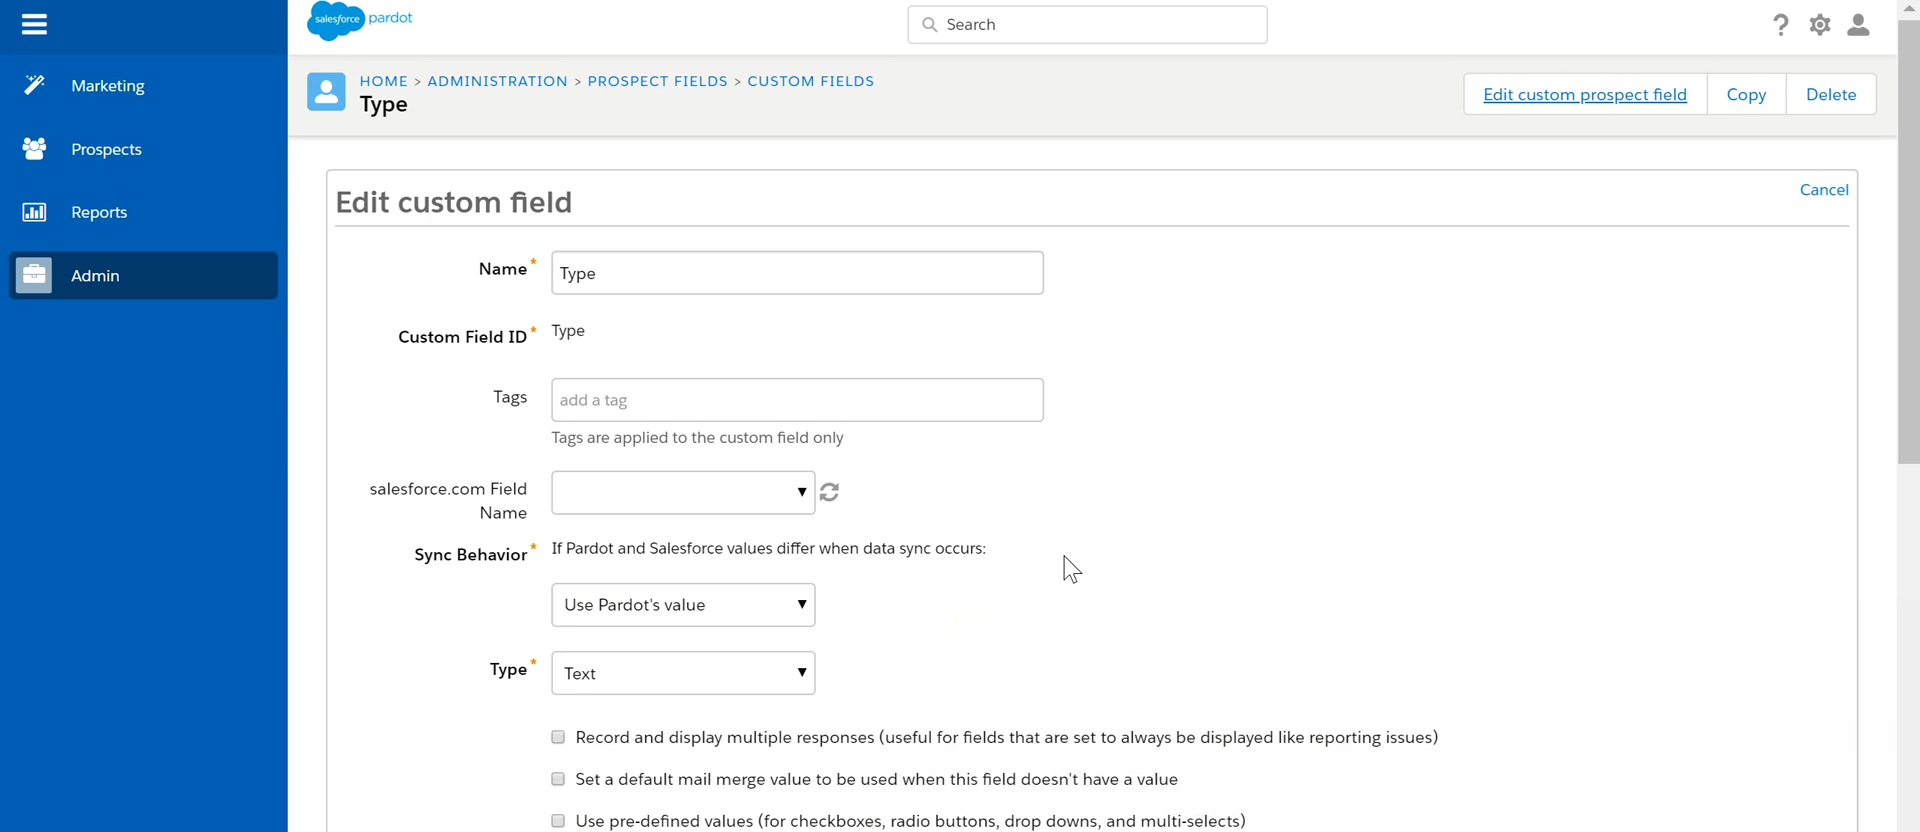 salesforce pardot
Search
?
Marketing
Prospects
Reports
Admin
HOME > ADMINISTRATION > PROSPECT FIELDS > CUSTOM FIELDS
Type
Edit custom prospect field
Copy
Delete
Edit custom field
Cancel
Name*
Type
Custom Field ID*
Type
Tags
add a tag
Tags are applied to the custom field only
salesforce.com Field
Name
Sync Behavior*
If Pardot and Salesforce values differ when data sync occurs:
Use Pardot's value
Type*
Text
Record and display multiple responses (useful for fields that are set to always be displayed like reporting issues)
Set a default mail merge value to be used when this field doesn't have a value
Use pre-defined values (for checkboxes, radio buttons, drop downs, and multi-selects)